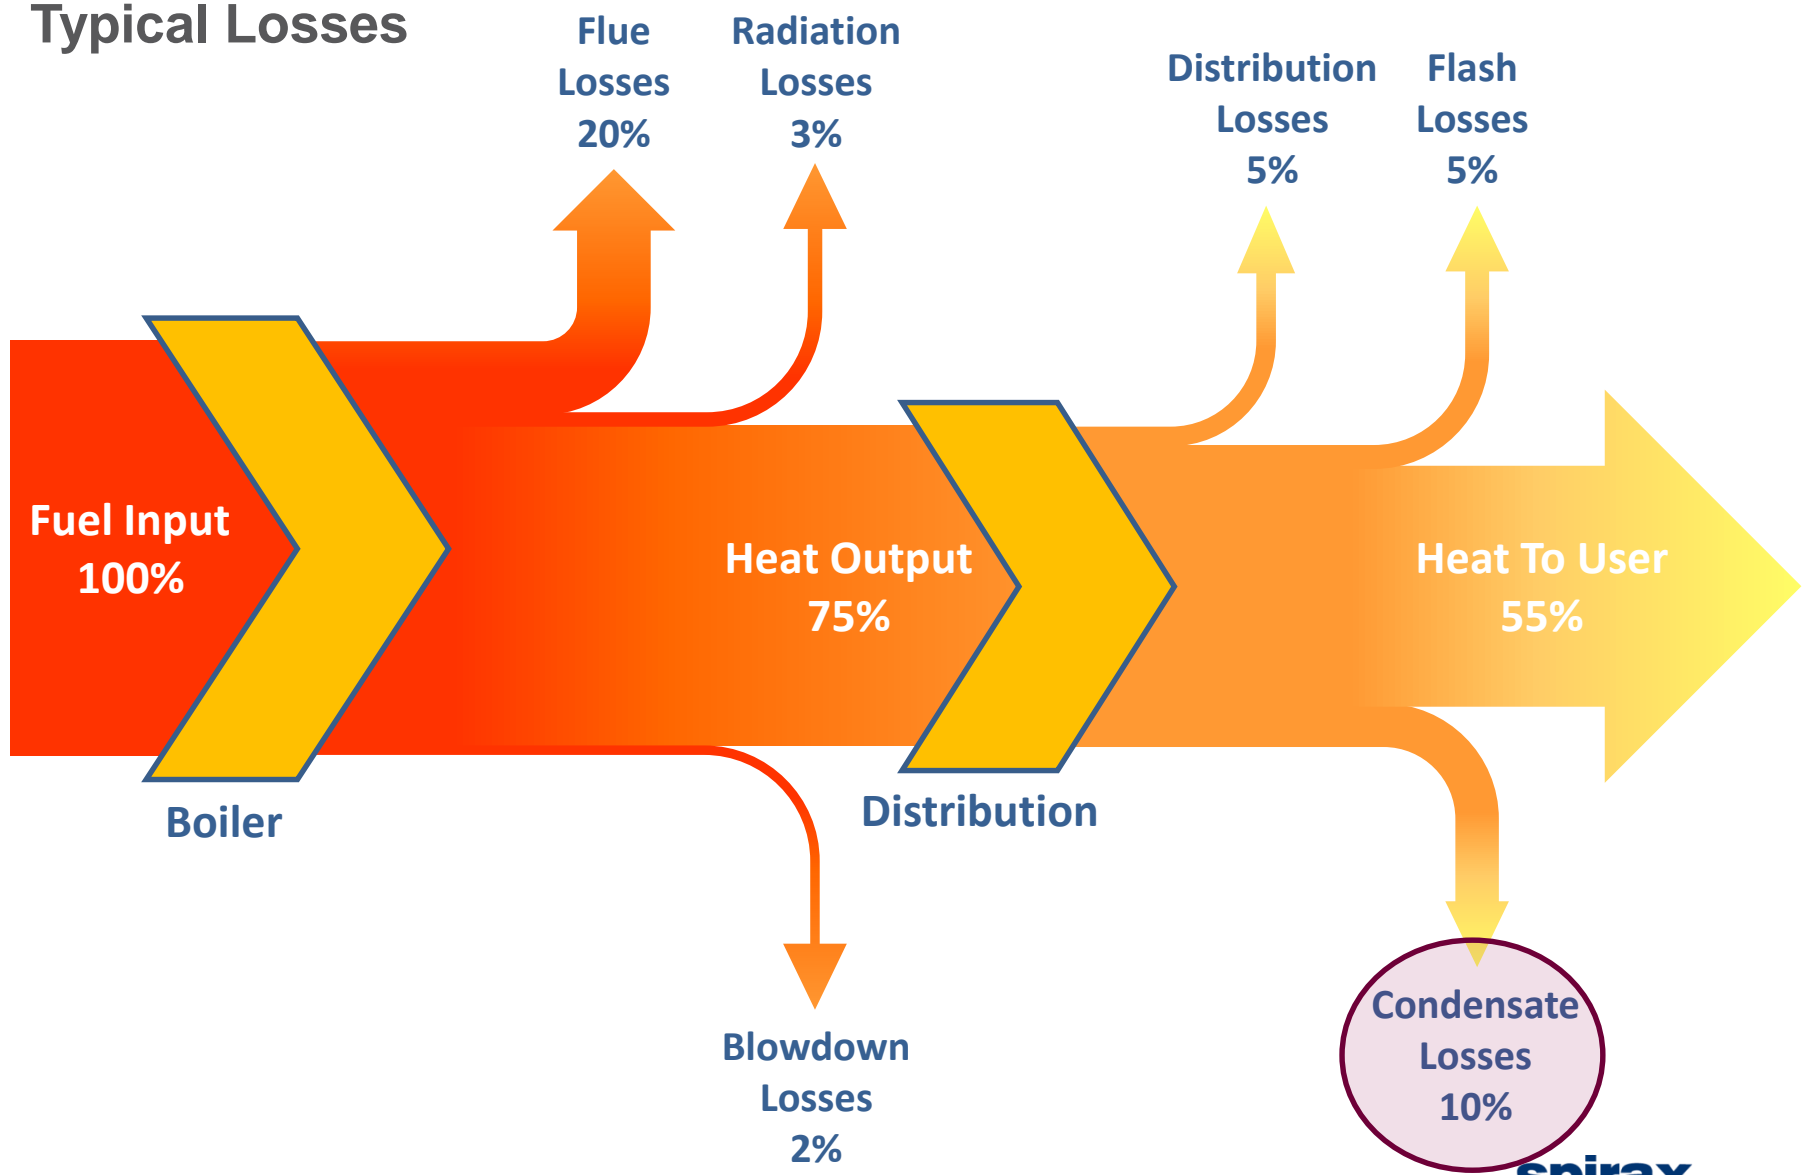 Typical Losses
Flue
Losses
20%
Radiation
Losses
3%
Distribution
Losses
5%
Flash
Losses
5%
Fuel Input
100%
Heat Output
75%
Heat To User
55%
Boiler
Distribution
Blowdown
Losses
2%
Condensate
Losses
10%
spirax